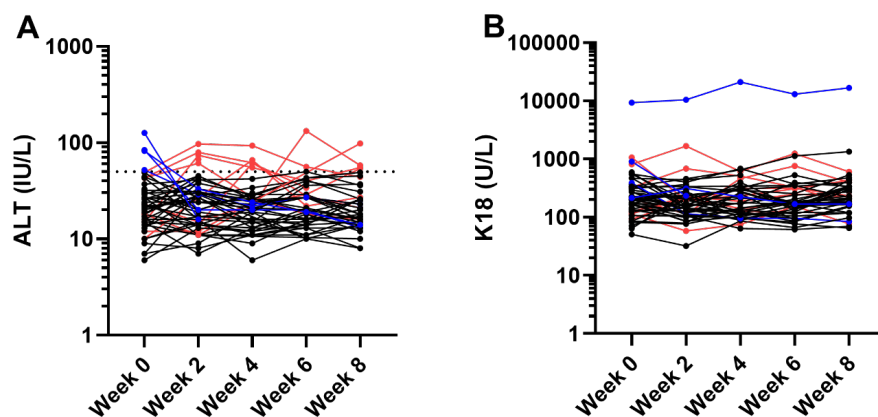 A
ALT (IU/L)
1000
100
10
1
Week 0
Week 2
Week 4
Week 6
Week 8
B
K18 (U/L)
100000
10000
1000
100
10
1
Week 0
Week 2
Week 4
Week 6
Week 8